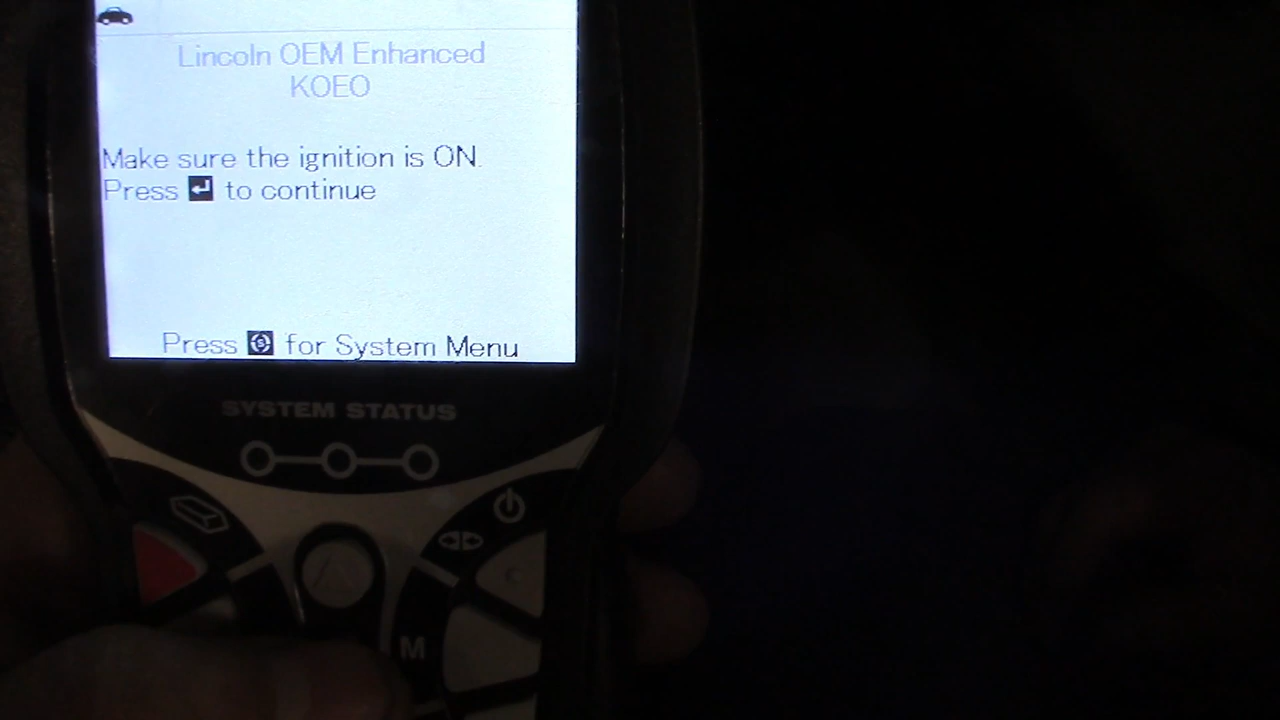 Lincoln OEM Enhanced
KOEO
Make sure the ignition is ON.
Press to continue
Press for System Menu
SYSTEM STATUS
M